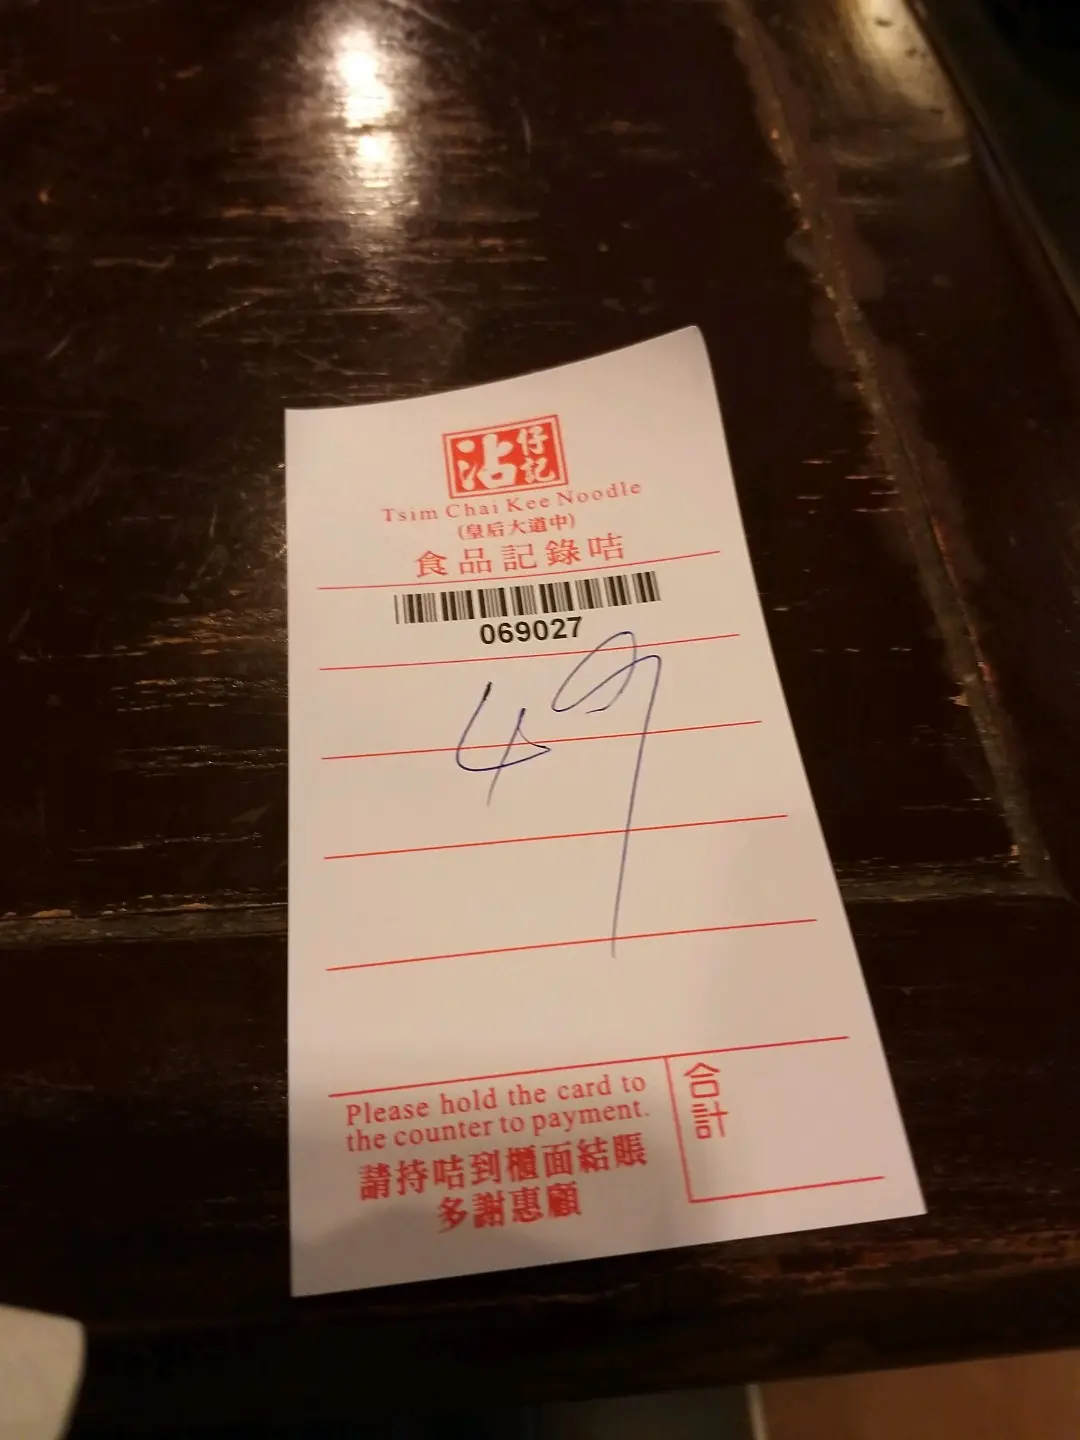 沾仔記
Tsim Chai Kee Noodle
(皇后大道中)
食品記錄咭
069027
49
Please hold the card to
the counter to payment.
請持咭到櫃面結賬
多謝惠顧
合計